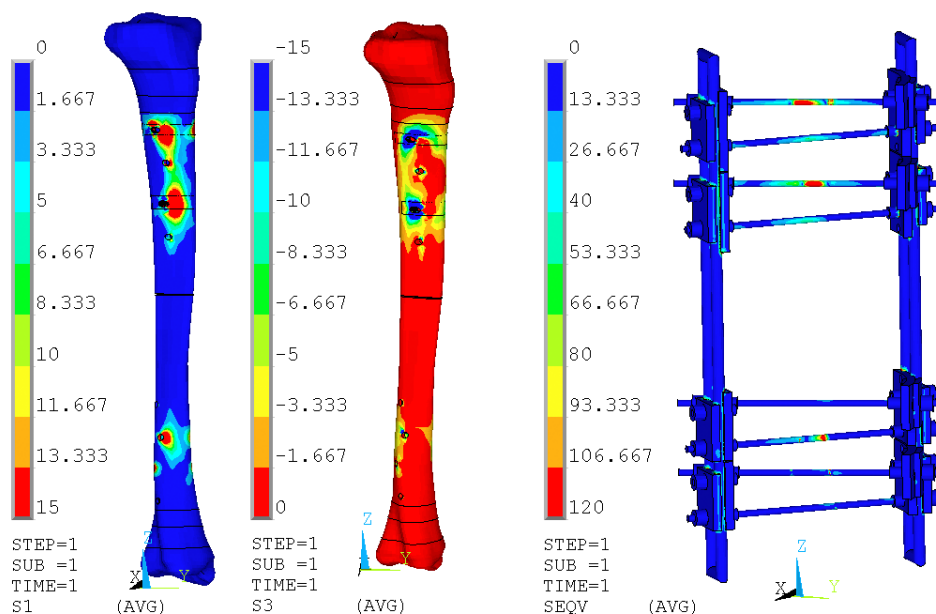 0
1.667
3.333
5
6.667
8.333
10
11.667
13.333
15
STEP=1
SUB =1
TIME=1
S1 (AVG)
X
Y
Z
-15
-13.333
-11.667
-10
-8.333
-6.667
-5
-3.333
-1.667
0
STEP=1
SUB =1
TIME=1
S3 (AVG)
Z
Y
0
13.333
26.667
40
53.333
66.667
80
93.333
106.667
120
STEP=1
SUB =1
TIME=1
SEQV (AVG)
Z
X
Y